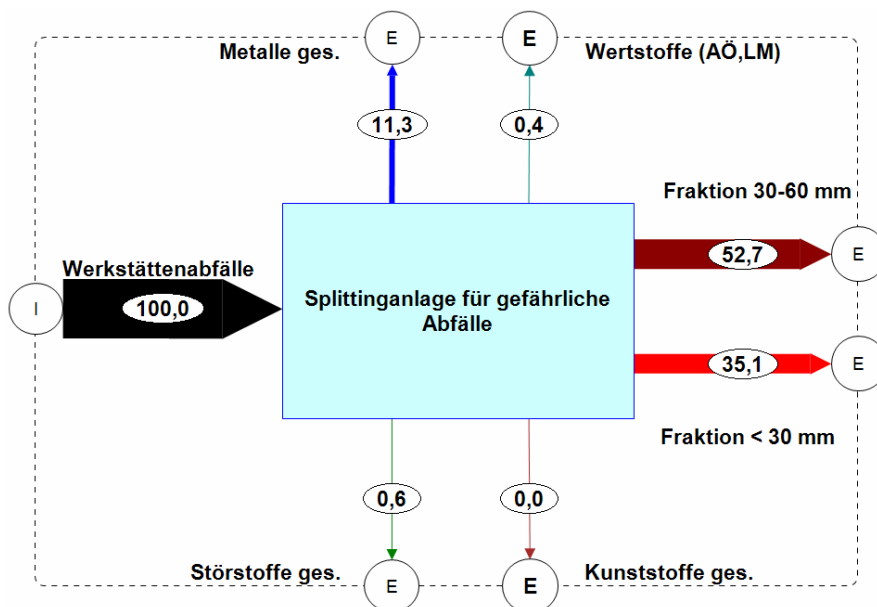 Metalle ges.
E
E
Wertstoffe (AÖ,LM)
11,3
0,4
Fraktion 30-60 mm
52,7
E
Werkstättenabfälle
I
100,0
Splittinganlage für gefährliche
Abfälle
35,1
E
Fraktion < 30 mm
0,6
0,0
Störstoffe ges.
E
E
Kunststoffe ges.